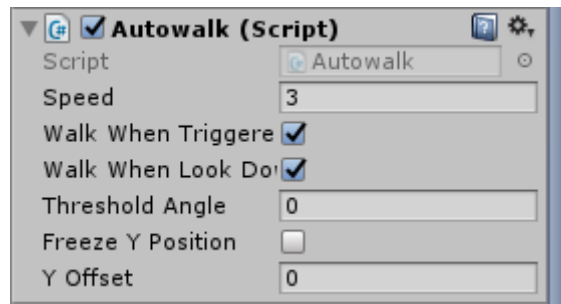 Autowalk (Script)
Script Autowalk
Speed 3
Walk When Triggere
Walk When Look Do
Threshold Angle 0
Freeze Y Position
Y Offset 0